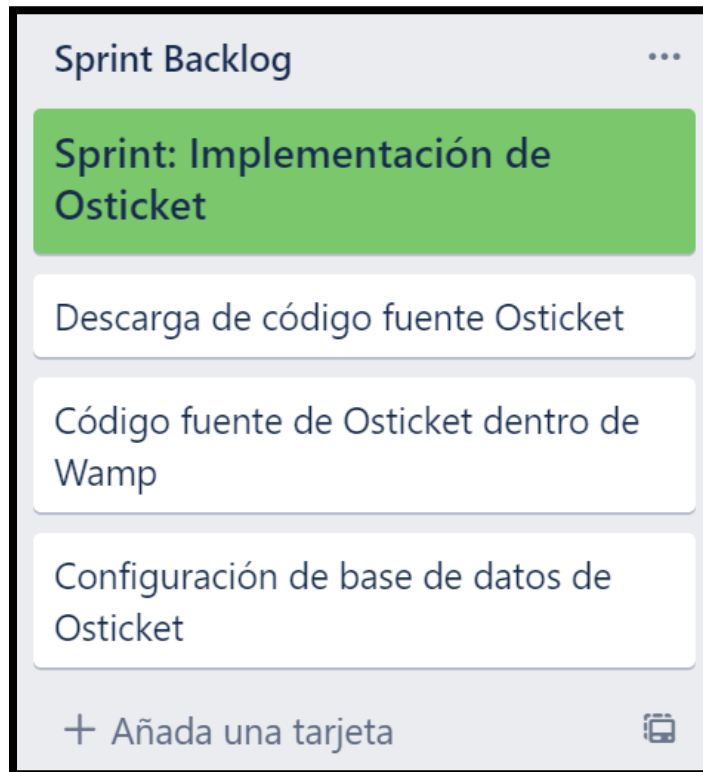 Sprint Backlog
Sprint: Implementación de
Osticket
Descarga de código fuente Osticket
Código fuente de Osticket dentro de
Wamp
Configuración de base de datos de
Osticket
+ Añada una tarjeta